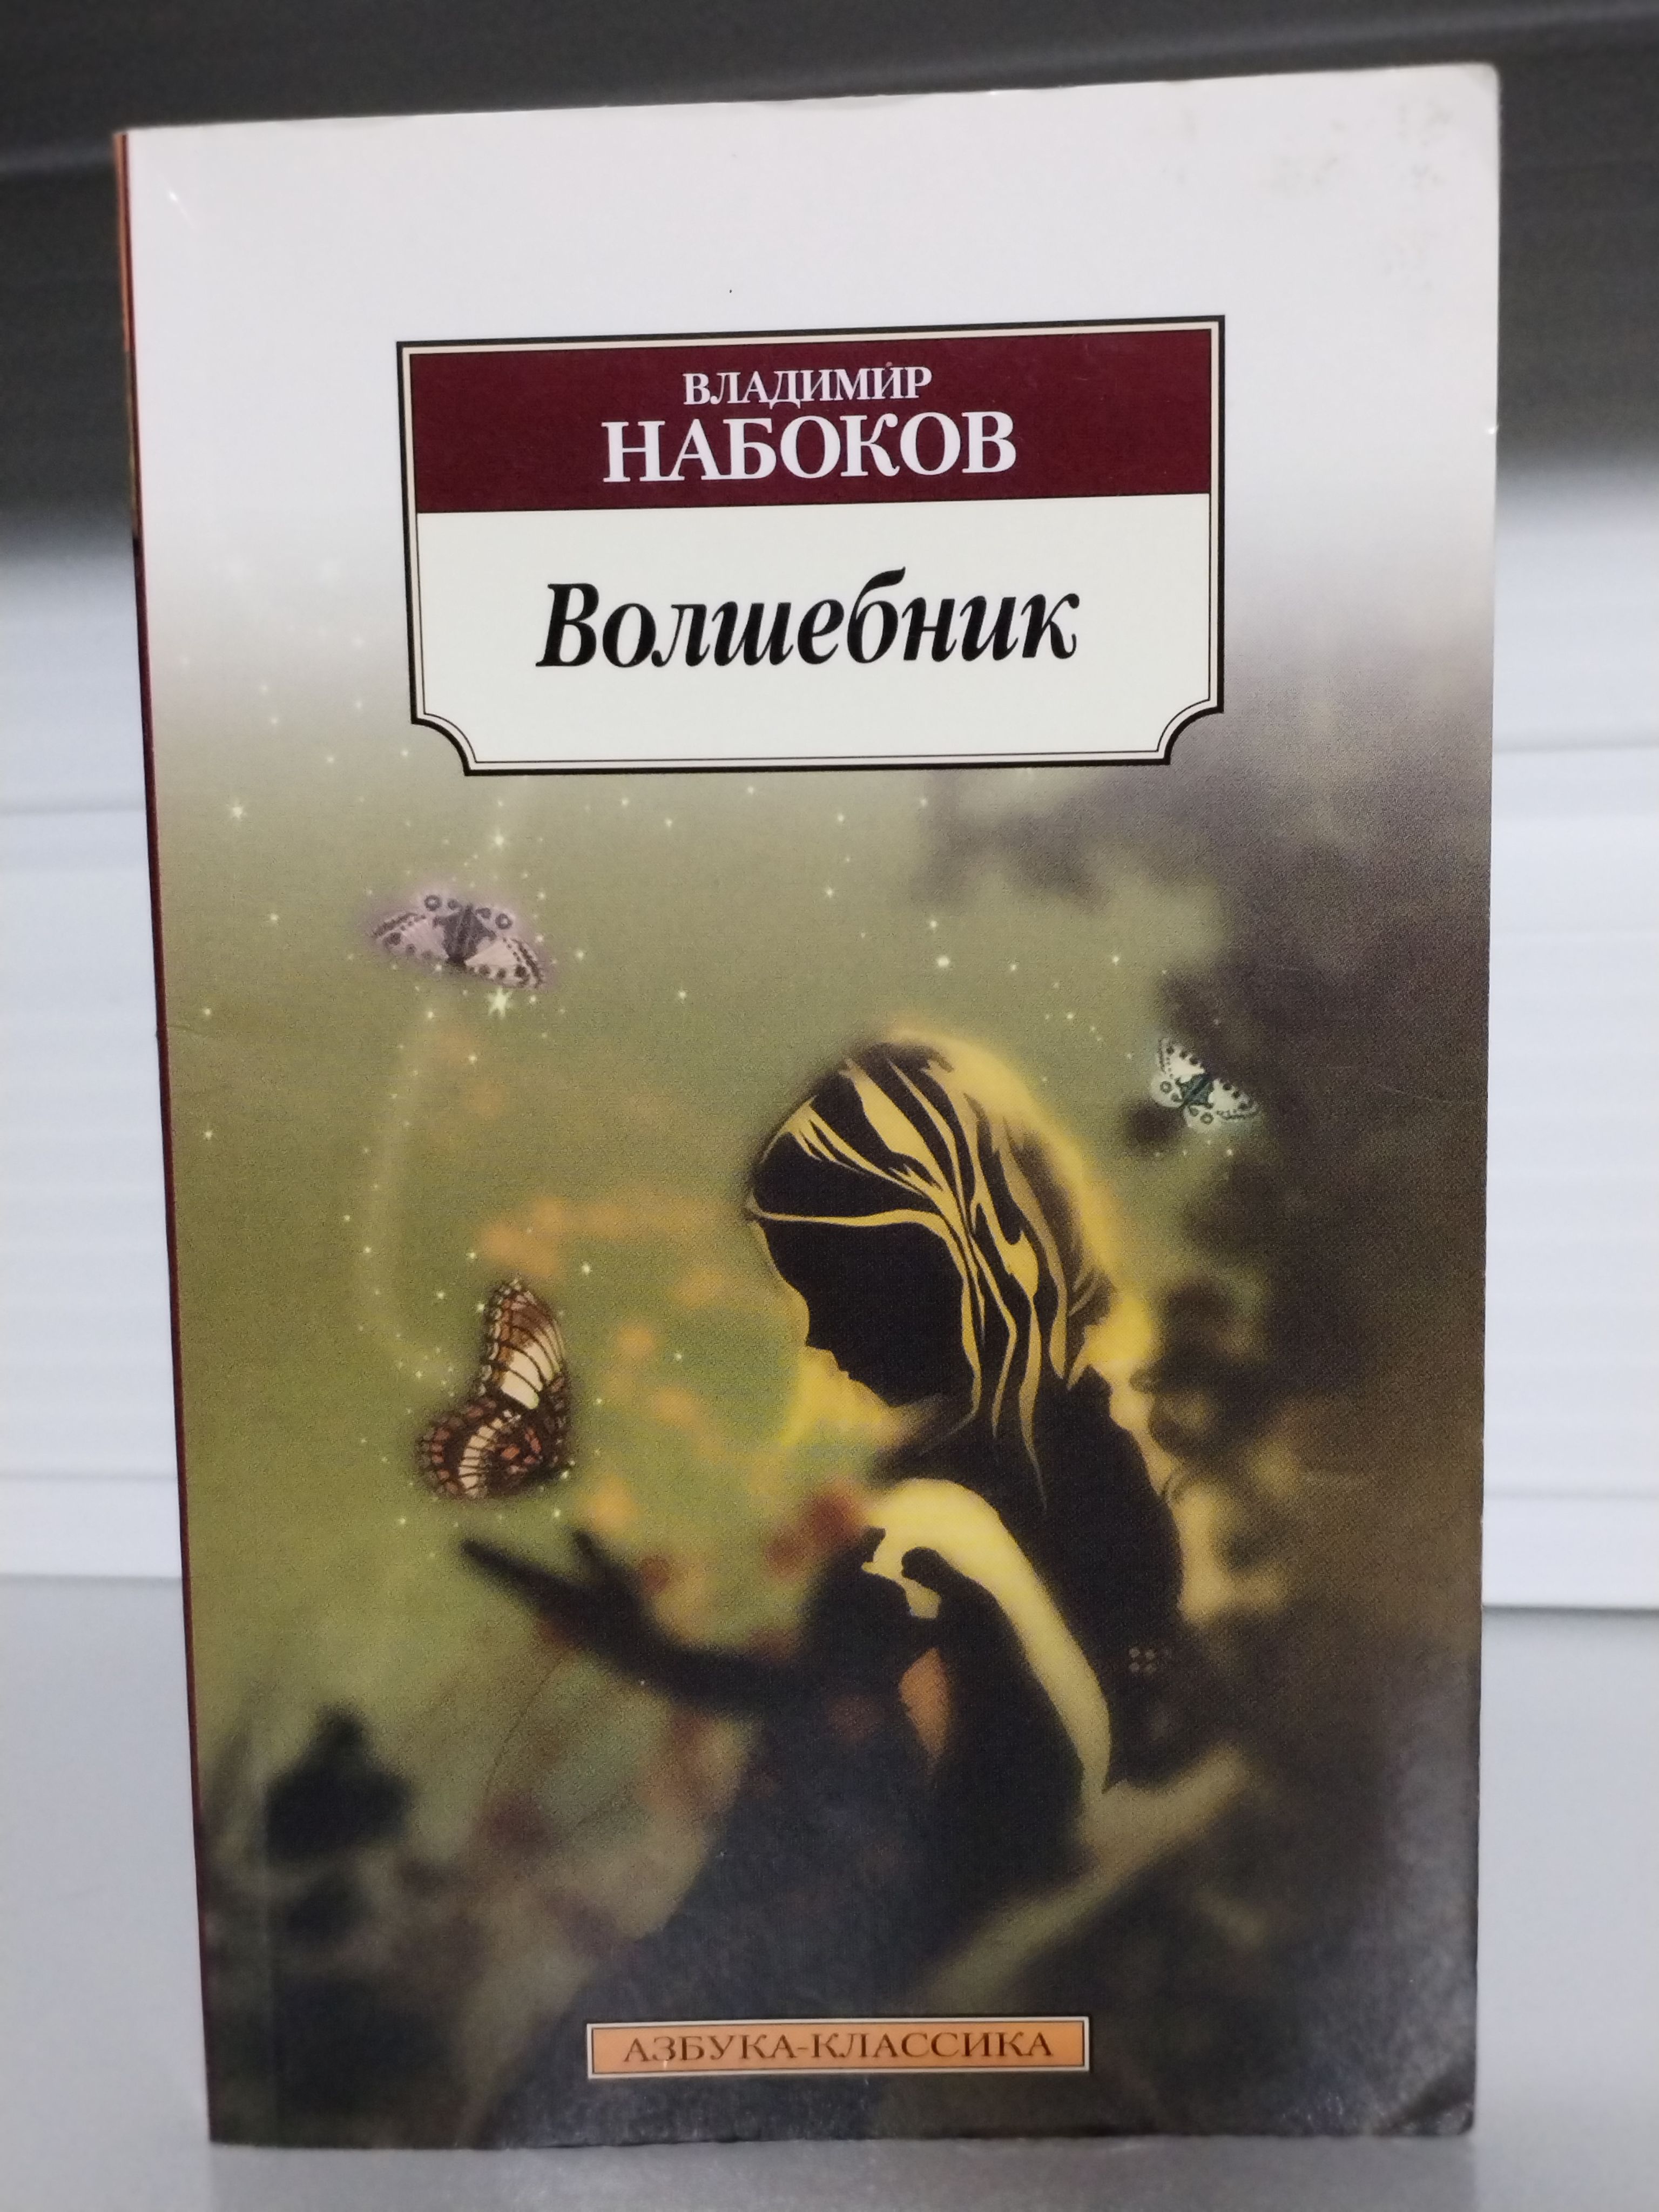 ВЛАДИМИР
НАБОКОВ
Волшебник
АЗБУКА-КЛАССИКА